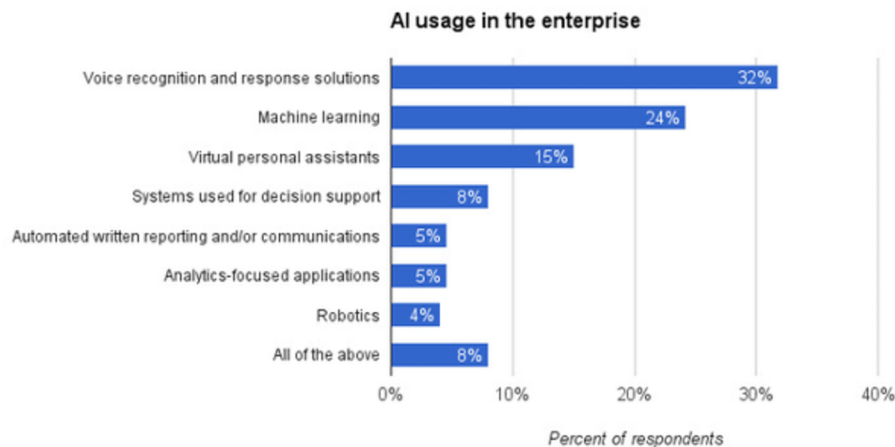 AI usage in the enterprise
Voice recognition and response solutions 32%
Machine learning 24%
Virtual personal assistants 15%
Systems used for decision support 8%
Automated written reporting and/or communications 5%
Analytics-focused applications 5%
Robotics 4%
All of the above 8%
0% 10% 20% 30% 40%
Percent of respondents